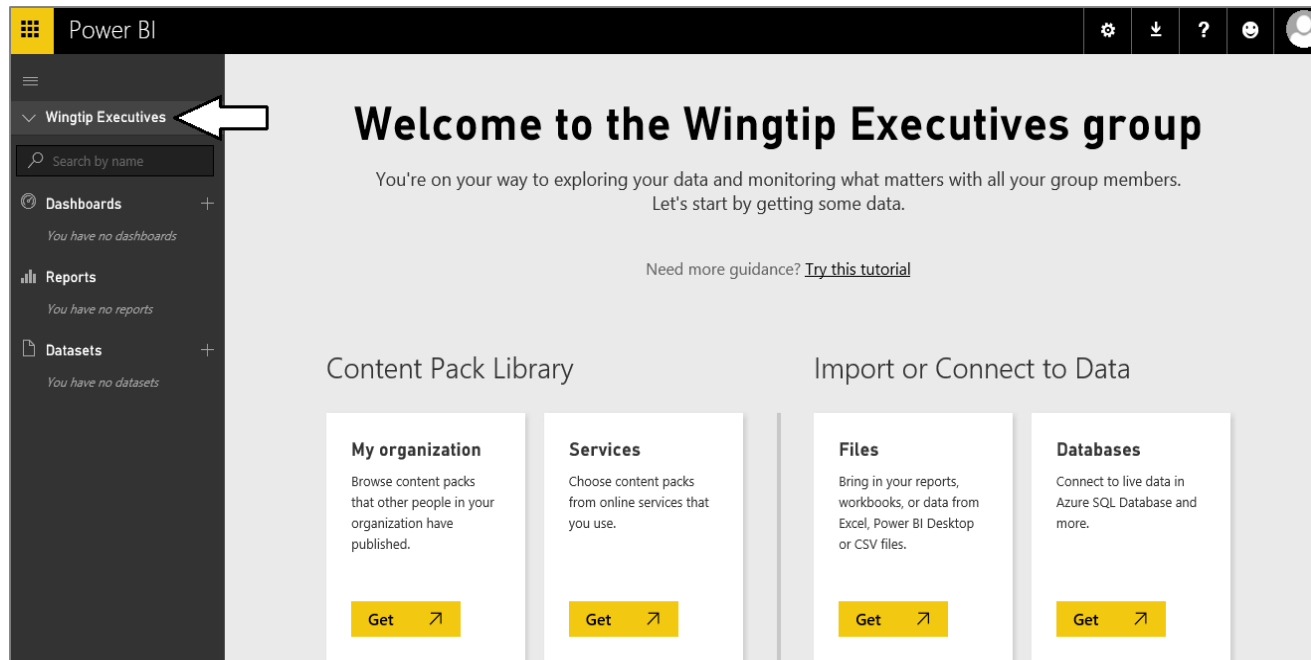 Power BI
?
Wingtip Executives
Search by name
Dashboards
You have no dashboards
Reports
You have no reports
Datasets
You have no datasets
Welcome to the Wingtip Executives group
You're on your way to exploring your data and monitoring what matters with all your group members.
Let's start by getting some data.
Need more guidance? Try this tutorial
Content Pack Library
My organization
Browse content packs
that other people in your
organization have
published.
Get
Services
Choose content packs
from online services that
you use.
Get
Import or Connect to Data
Files
Bring in your reports,
workbooks, or data from
Excel, Power BI Desktop
or CSV files.
Get
Databases
Connect to live data in
Azure SQL Database and
more.
Get